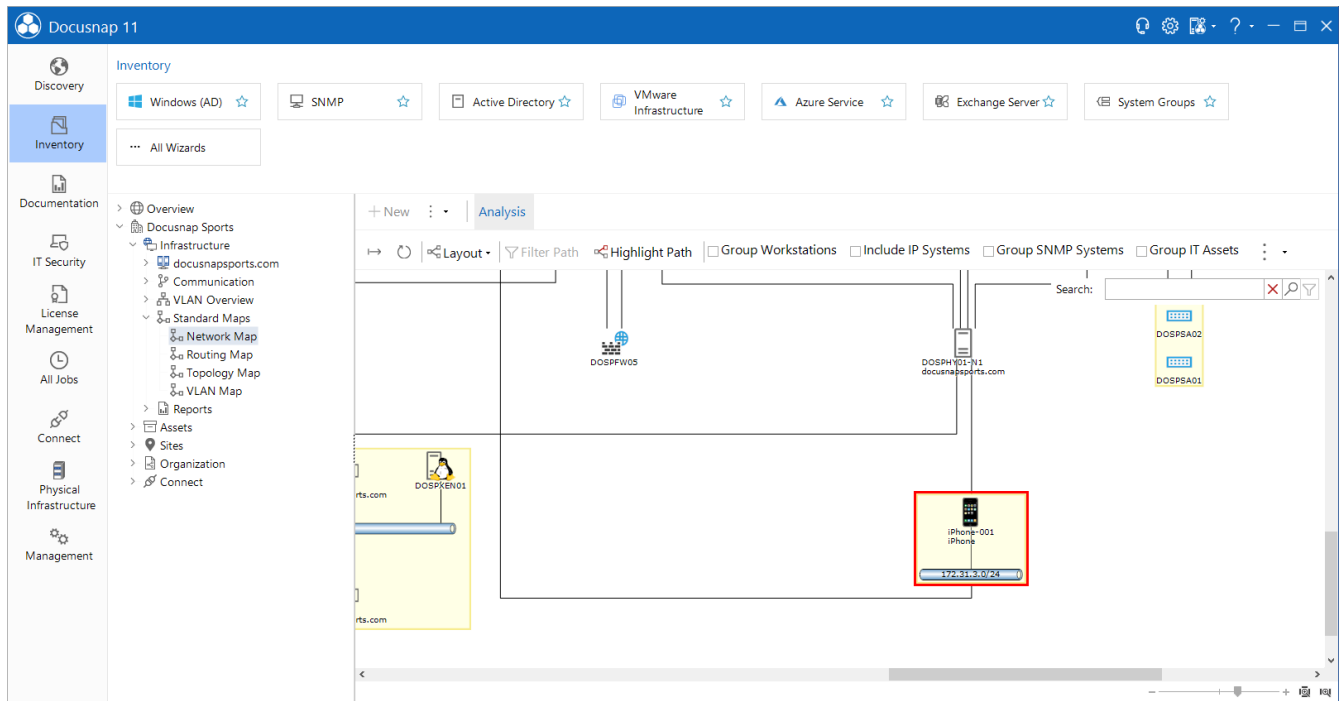 Docusnap 11
Discovery
Inventory
Documentation
IT Security
License
Management
All Jobs
Connect
Physical
Infrastructure
Management
Inventory
Windows (AD)
SNMP
Active Directory
VMware
Infrastructure
Azure Service
Exchange Server
System Groups
All Wizards
Overview
Docusnap Sports
Infrastructure
docusnapsports.com
Communication
VLAN Overview
Standard Maps
Network Map
Routing Map
Topology Map
VLAN Map
Reports
Assets
Sites
Organization
Connect
New
Analysis
Layout
Filter Path
Highlight Path
Group Workstations
Include IP Systems
Group SNMP Systems
Group IT Assets
Search:
DOSPFW05
DOSPHY01-N1
docusnapsports.com
DOSPSA02
DOSPSA01
rts.com
DOSPXEN01
rts.com
iPhone-001
iPhone
172.31.3.0/24